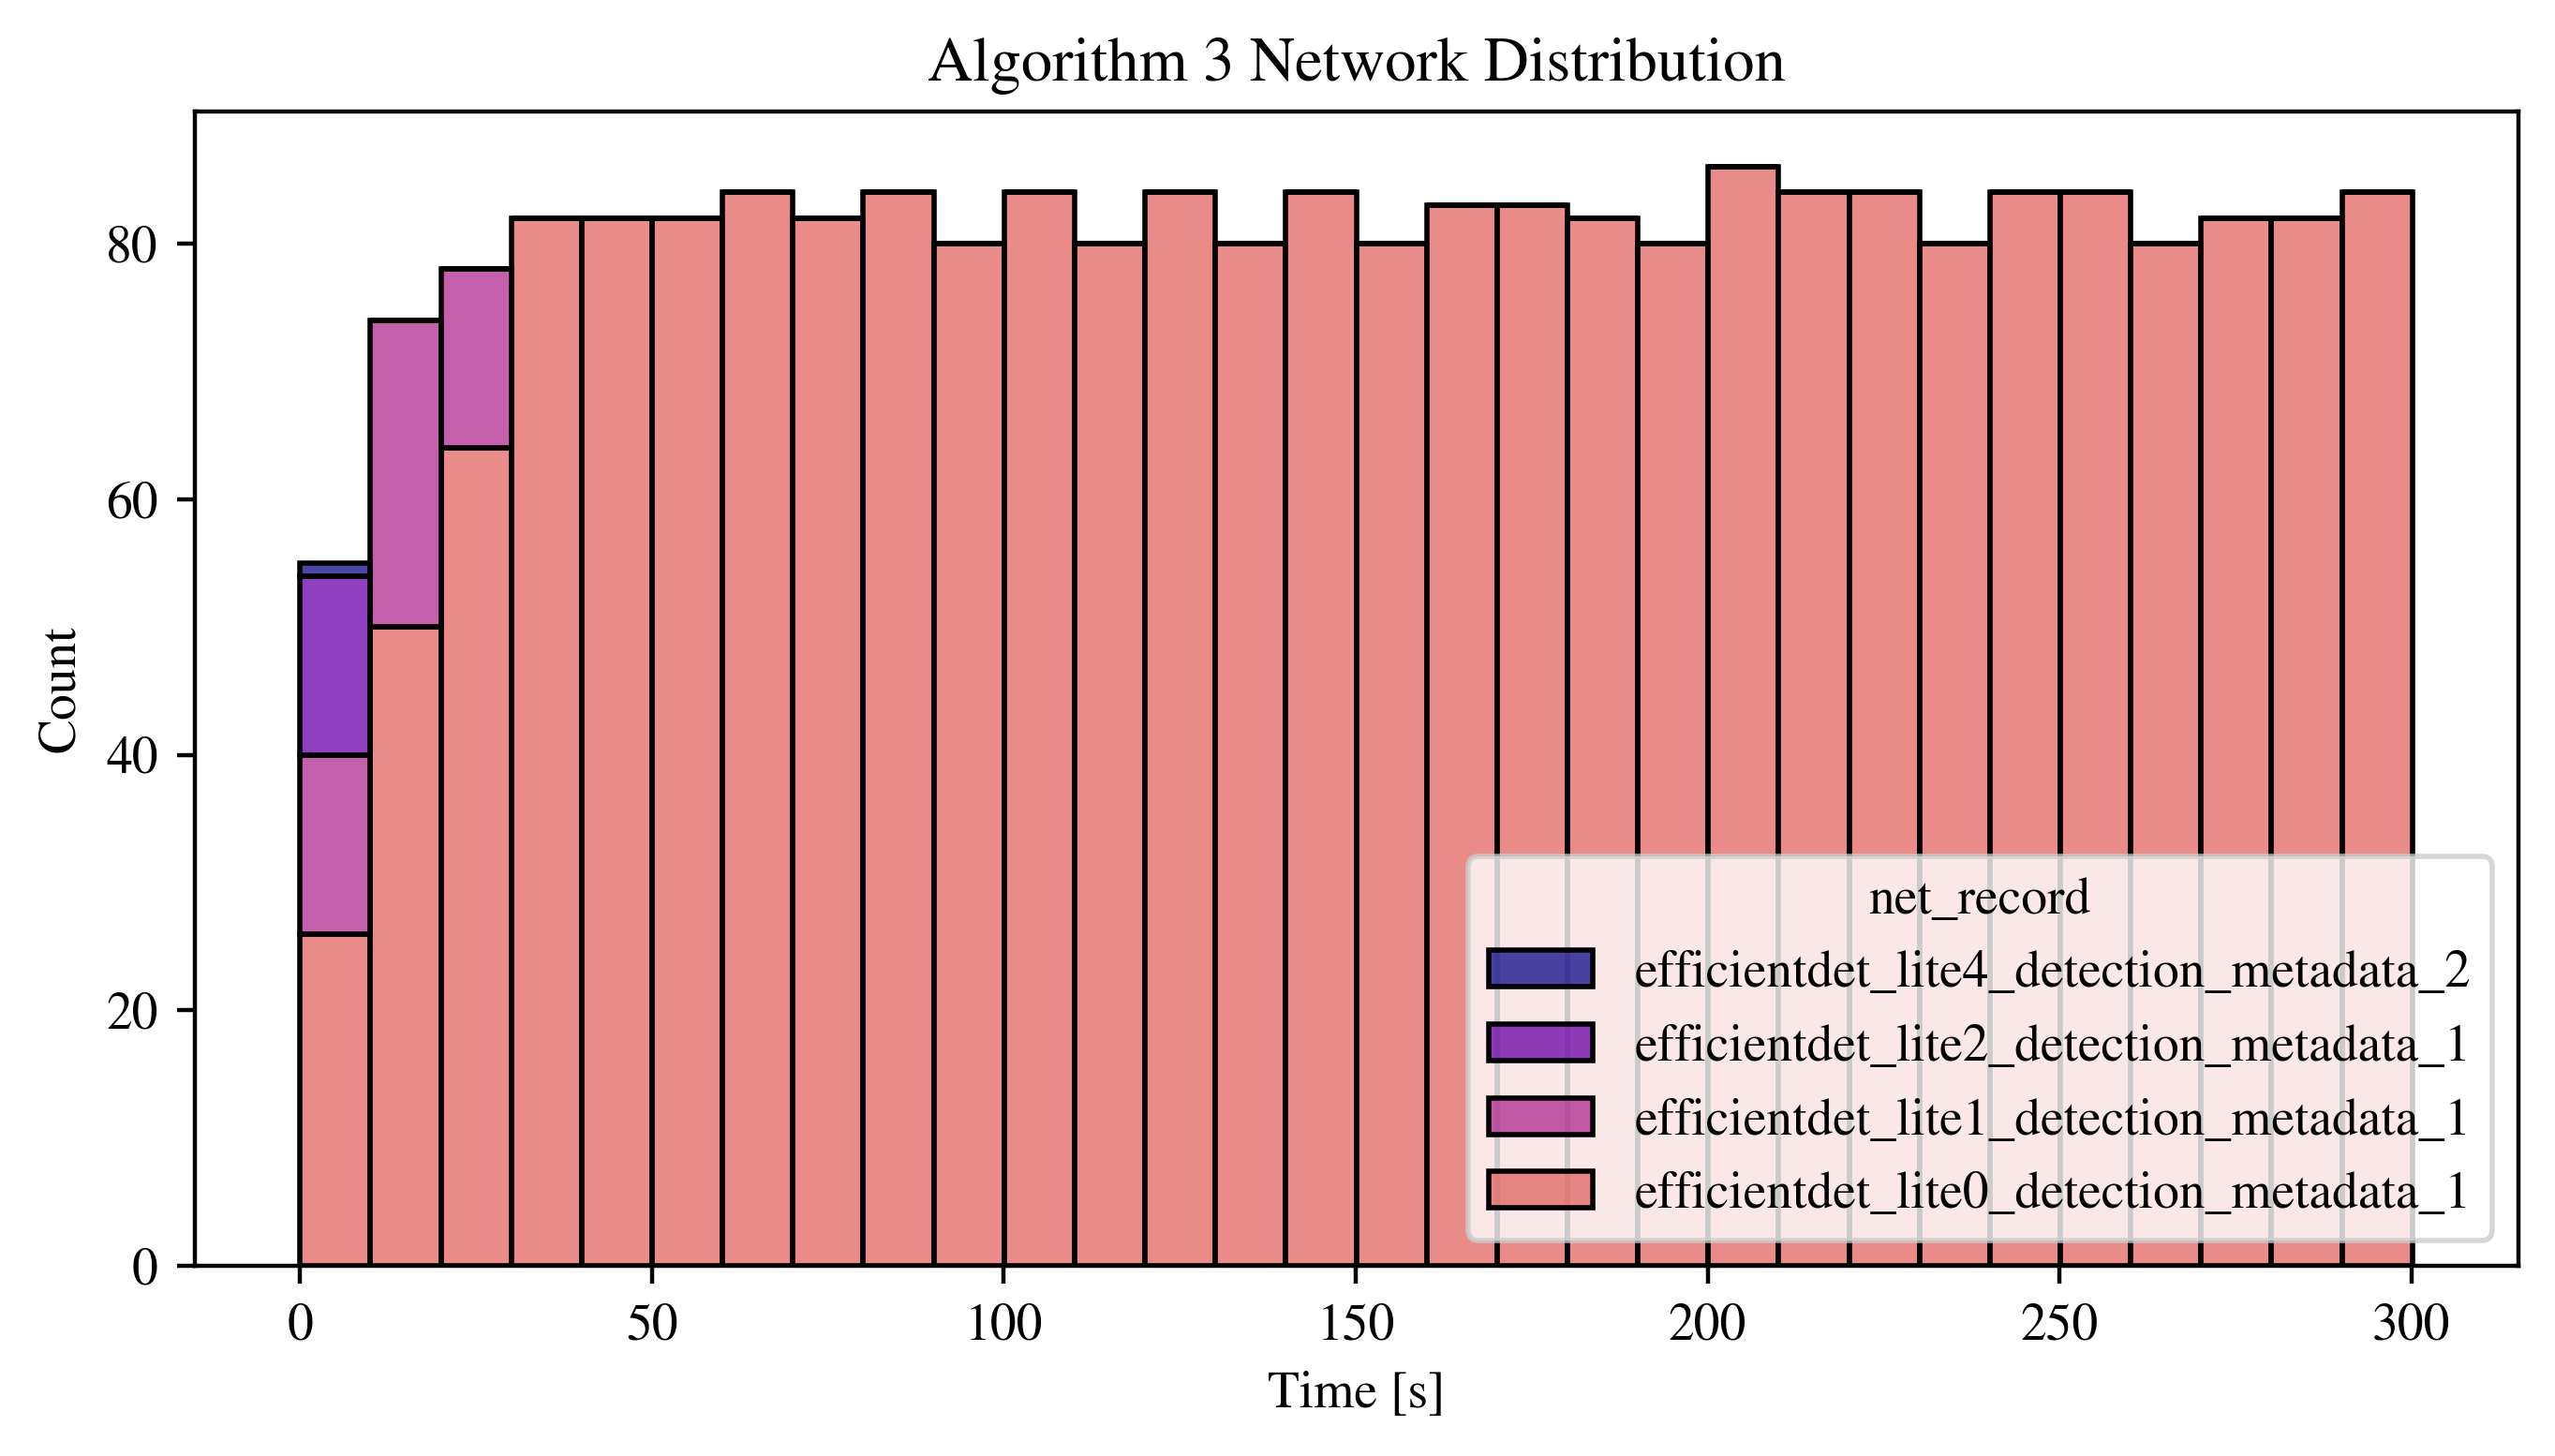 Algorithm 3 Network Distribution
Count
80
60
40
20
0
net_record
efficientdet_lite4_detection_metadata_2
efficientdet_lite2_detection_metadata_1
efficientdet_lite1_detection_metadata_1
efficientdet_lite0_detection_metadata_1
0 50 100 150 200 250 300
Time [s]